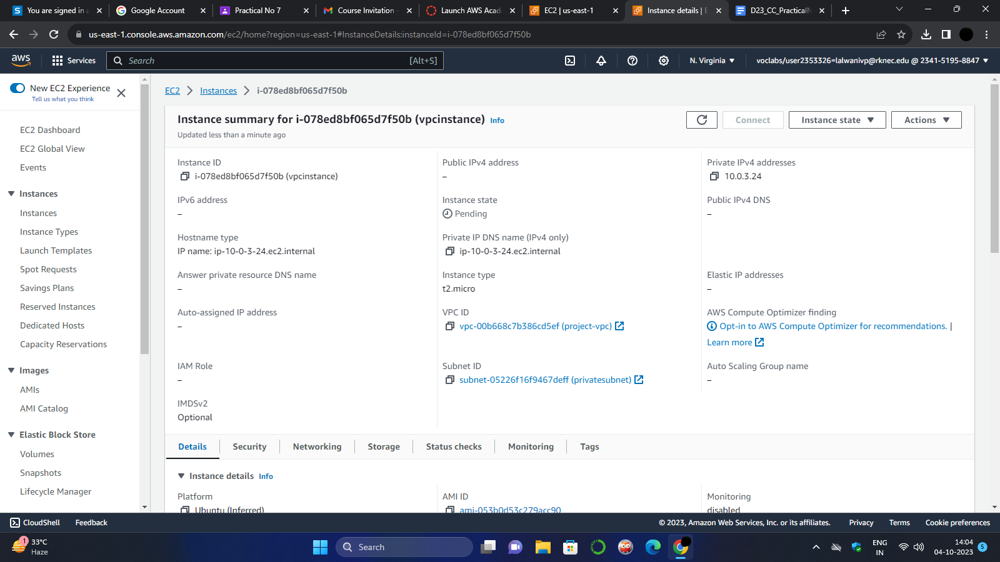 You are signed in a
Google Account
Practical No 7
Course Invitation -
Launch AWS Acad
EC2 | us-east-1
Instance details | E
D23_CC_PracticalN
us-east-1.console.aws.amazon.com/ec2/home?region=us-east-1#InstanceDetails:instanceId=i-078ed8bf065d7f50b
aws
Services
Search
[Alt+S]
N. Virginia
voclabs/user2353326=lalwanivp@rknec.edu @ 2341-5195-8847
New EC2 Experience
Tell us what you think
EC2 Dashboard
EC2 Global View
Events
Instances
Instances
Instance Types
Launch Templates
Spot Requests
Savings Plans
Reserved Instances
Dedicated Hosts
Capacity Reservations
Images
AMIs
AMI Catalog
Elastic Block Store
Volumes
Snapshots
Lifecycle Manager
EC2
Instances
i-078ed8bf065d7f50b
Instance summary for i-078ed8bf065d7f50b (vpcinstance) Info
Updated less than a minute ago
Connect
Instance state
Actions
Instance ID
i-078ed8bf065d7f50b (vpcinstance)
Public IPv4 address
–
Private IPv4 addresses
10.0.3.24
IPv6 address
–
Instance state
Pending
Public IPv4 DNS
–
Hostname type
IP name: ip-10-0-3-24.ec2.internal
Private IP DNS name (IPv4 only)
ip-10-0-3-24.ec2.internal
Answer private resource DNS name
–
Instance type
t2.micro
Elastic IP addresses
–
Auto-assigned IP address
–
VPC ID
vpc-00b668c7b386cd5ef (project-vpc)
AWS Compute Optimizer finding
Opt-in to AWS Compute Optimizer for recommendations. |
Learn more
IAM Role
–
Subnet ID
subnet-05226f16f9467deff (privatesubnet)
Auto Scaling Group name
–
IMDSv2
Optional
Details
Security
Networking
Storage
Status checks
Monitoring
Tags
Instance details Info
Platform
Ubuntu (Inferred)
AMI ID
ami-053b0d53c279acc90
Monitoring
disabled
CloudShell
Feedback
© 2023, Amazon Web Services, Inc. or its affiliates.
Privacy
Terms
Cookie preferences
1
33°C
Haze
Search
ENG
IN
14:04
04-10-2023
5